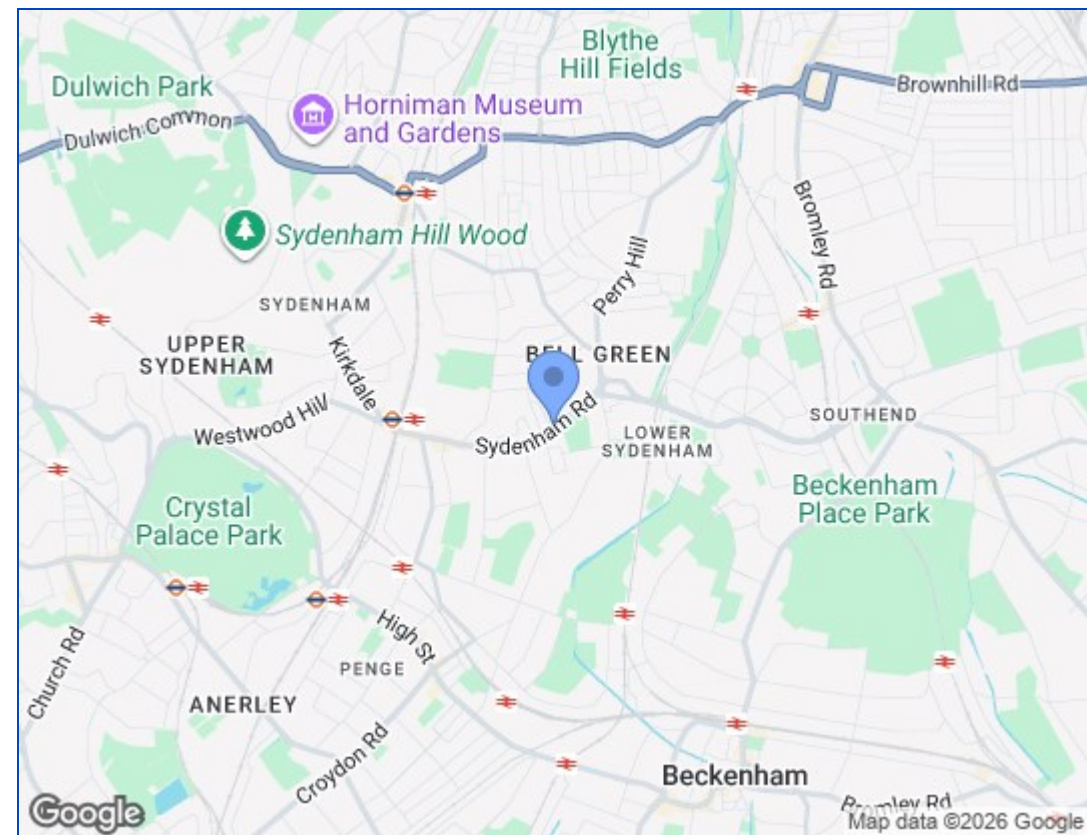 Blythe
Hill Fields
Dulwich Park
Brownhill Rd
Horniman Museum
and Gardens
Dulwich Common
Bromley Rd
Sydenham Hill Wood
Perry Hill
SYDENHAM
UPPER
SYDENHAM
Kirkdale
BELL GREEN
Westwood Hill
Sydenham Rd
SOUTHEND
LOWER
SYDENHAM
Beckenham
Place Park
Crystal
Palace Park
High St
Church Rd
PENGE
ANERLEY
Croydon Rd
Beckenham
Bromley Rd
Google
Map data ©2026 Google